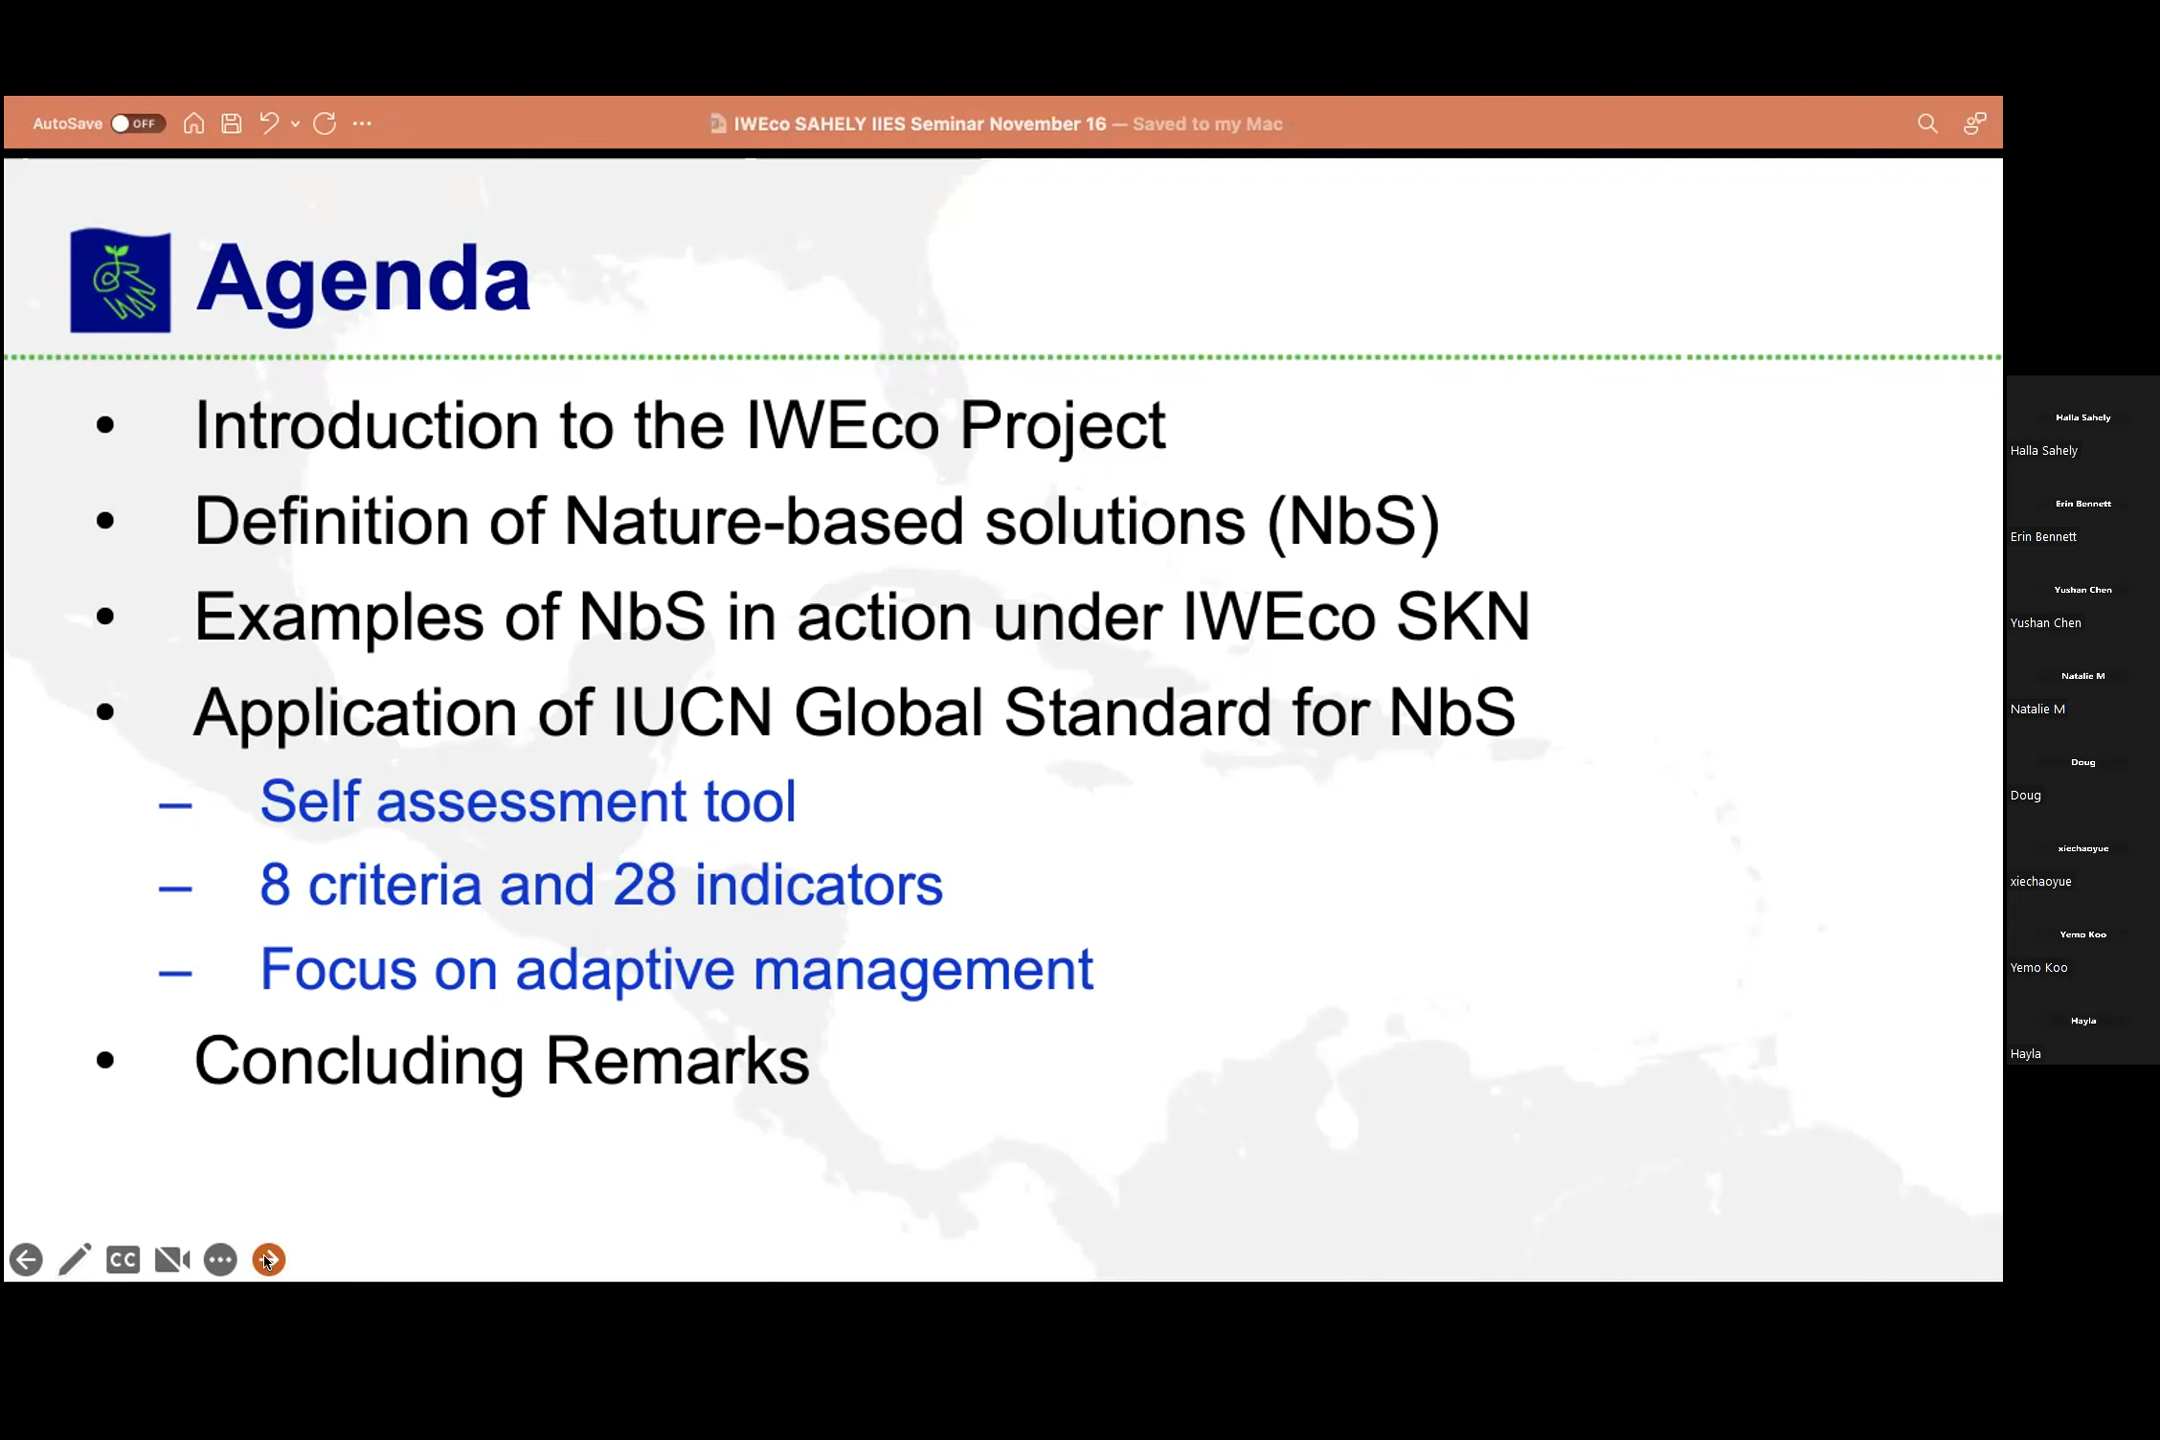 AutoSave OFF
IWEco SAHELY IIES Seminar November 16 — Saved to my Mac
Agenda
• Introduction to the IWEco Project
• Definition of Nature-based solutions (NbS)
• Examples of NbS in action under IWEco SKN
• Application of IUCN Global Standard for NbS
– Self assessment tool
– 8 criteria and 28 indicators
– Focus on adaptive management
• Concluding Remarks
CC
Halla Sahely
Halla Sahely
Erin Bennett
Erin Bennett
Yushan Chen
Yushan Chen
Natalie M
Natalie M
Doug
Doug
xiechaoyue
xiechaoyue
Yemo Koo
Yemo Koo
Hayla
Hayla